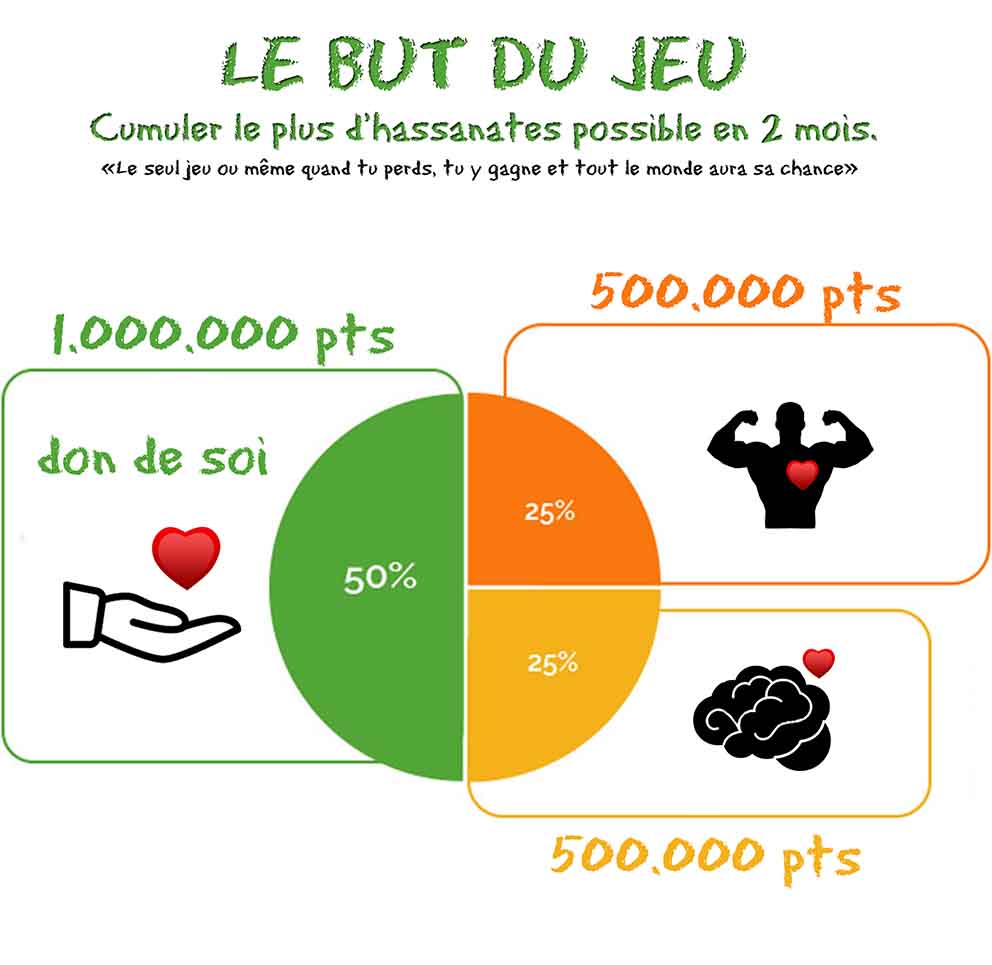 LE BUT DU JEU
Cumuler le plus d'hassanates possible en 2 mois.
«Le seul jeu ou même quand tu perds, tu y gagne et tout le monde aura sa chance»
500.000 pts
1.000.000 pts
don de soi
25%
50%
25%
500.000 pts